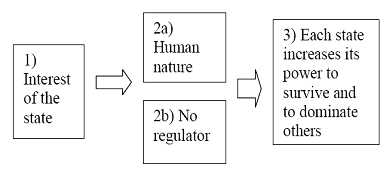 1)
Interest
of the
state
2a)
Human
nature
2b) No
regulator
3) Each state
increases its
power to
survive and
to dominate
others